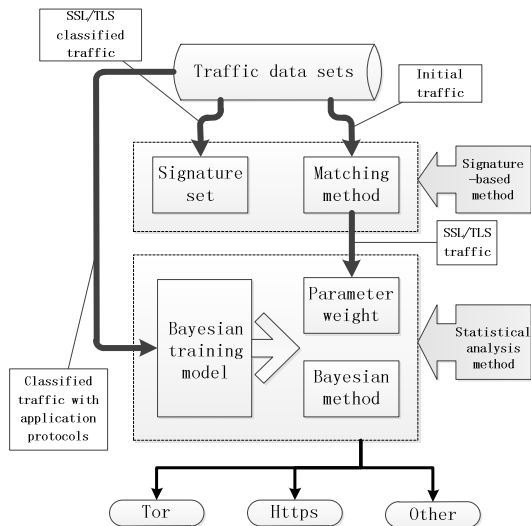 SSL/TLS
classified
traffic
Traffic data sets
Initial
traffic
Signature
set
Matching
method
Signature
-based
method
SSL/TLS
traffic
Bayesian
training
model
Parameter
weight
Bayesian
method
Statistical
analysis
method
Classified
traffic with
application
protocols
Tor
Https
Other